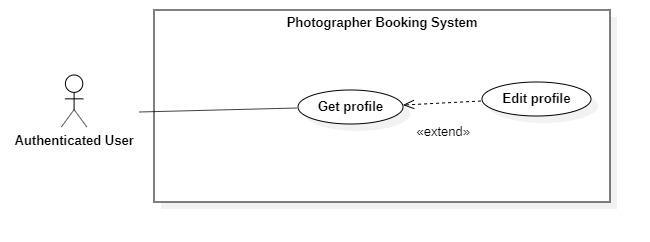 Photographer Booking System
Get profile
Edit profile
«extend»
Authenticated User